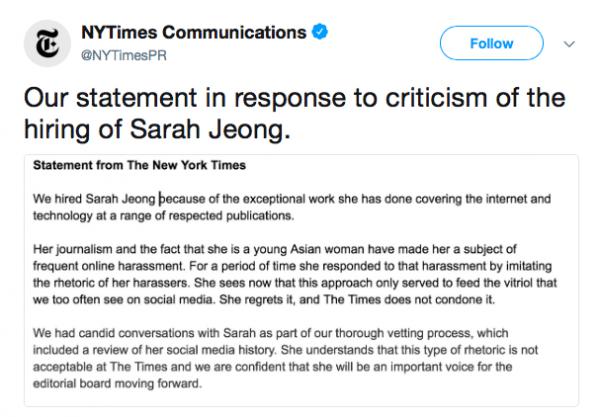 NYTimes Communications
@NYTimesPR
Follow
Our statement in response to criticism of the
hiring of Sarah Jeong.
Statement from The New York Times
We hired Sarah Jeong because of the exceptional work she has done covering the internet and
technology at a range of respected publications.
Her journalism and the fact that she is a young Asian woman have made her a subject of
frequent online harassment. For a period of time she responded to that harassment by imitating
the rhetoric of her harassers. She sees now that this approach only served to feed the vitriol that
we too often see on social media. She regrets it, and The Times does not condone it.
We had candid conversations with Sarah as part of our thorough vetting process, which
included a review of her social media history. She understands that this type of rhetoric is not
acceptable at The Times and we are confident that she will be an important voice for the
editorial board moving forward.